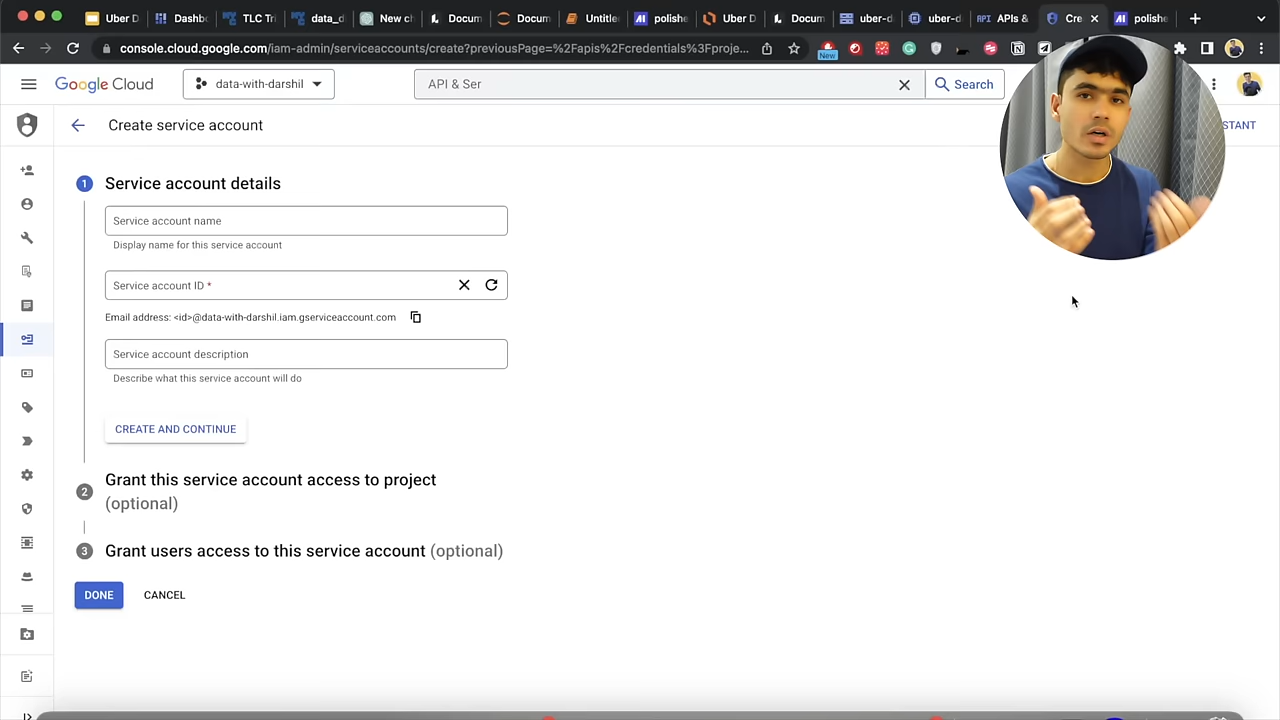 Uber D
Dashbo
TLC Tri
data_d
New ch
Docum
Docum
Untitle
polishe
Uber D
Docum
uber-d
uber-de
APIs &
Cre
polishe
console.cloud.google.com/iam-admin/serviceaccounts/create?previousPage=%2Fapis%2Fcredentials%3Fproje...
New
Google Cloud
data-with-darshil
API & Ser
Search
Create service account
STANT
1
Service account details
Service account name
Display name for this service account
Service account ID *
Email address: <id>@data-with-darshil.iam.gserviceaccount.com
Service account description
Describe what this service account will do
CREATE AND CONTINUE
2
Grant this service account access to project
(optional)
3
Grant users access to this service account (optional)
DONE
CANCEL